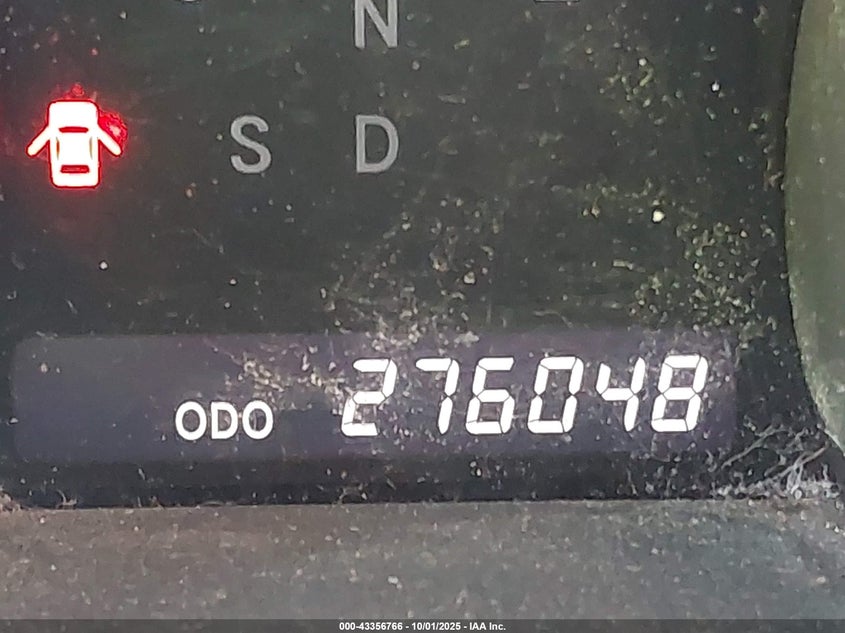 N
S D
ODO 276048
000-43356766 - 10/01/2025 - IAA Inc.